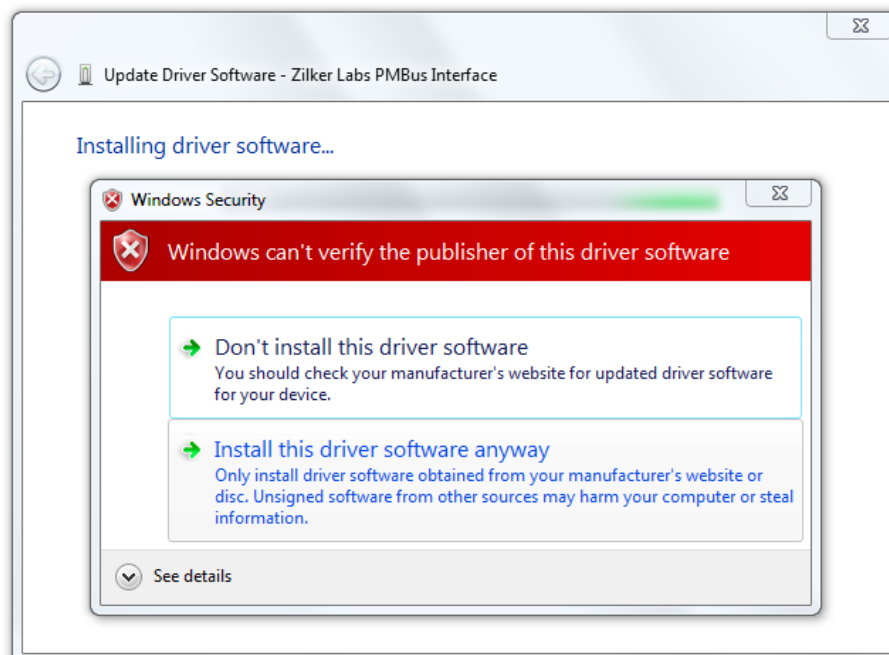 Update Driver Software - Zilker Labs PMBus Interface
Installing driver software...
Windows Security
Windows can't verify the publisher of this driver software
Don't install this driver software
You should check your manufacturer's website for updated driver software
for your device.
Install this driver software anyway
Only install driver software obtained from your manufacturer's website or
disc. Unsigned software from other sources may harm your computer or steal
information.
See details